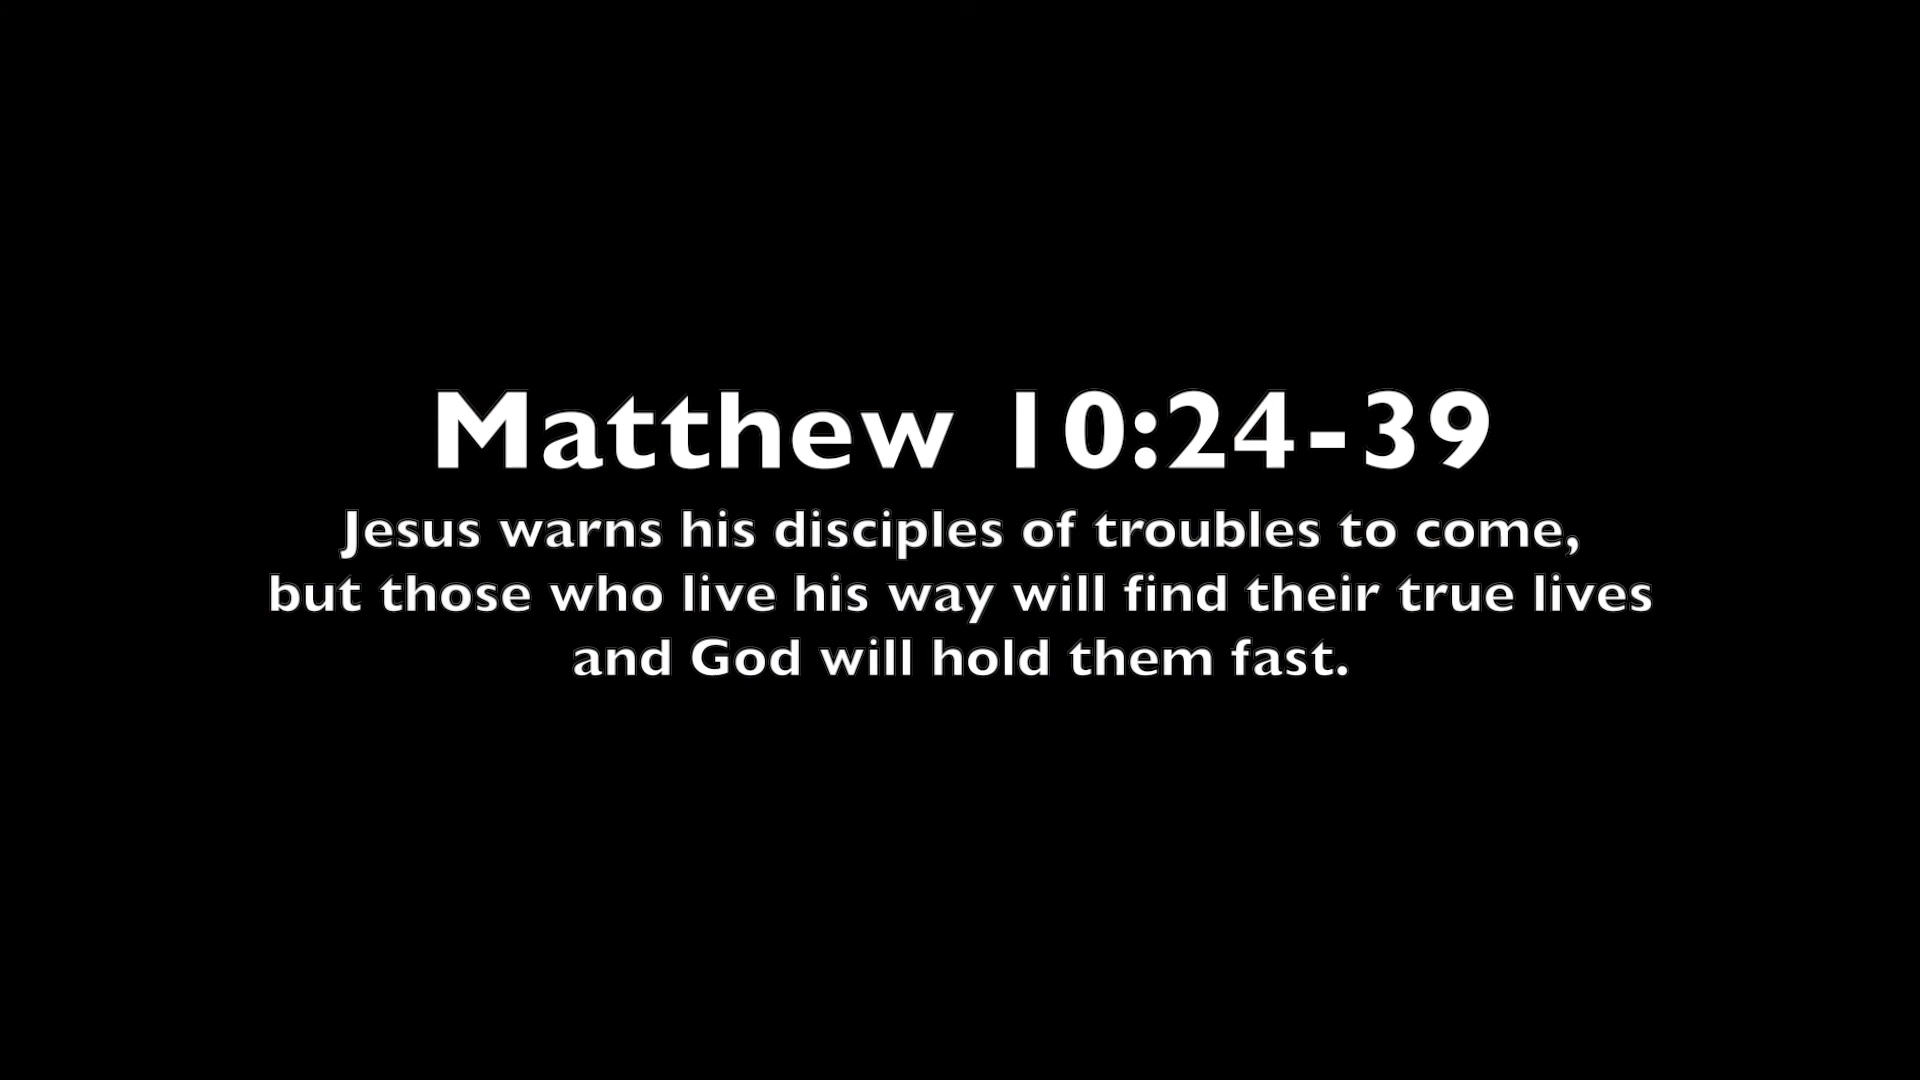 Matthew 10:24-39
Jesus warns his disciples of troubles to come,
but those who live his way will find their true lives
and God will hold them fast.